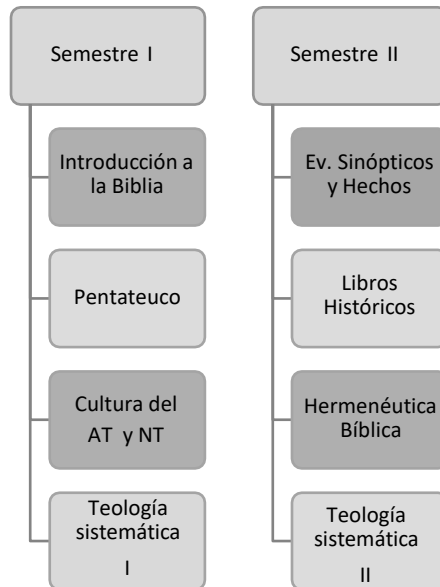 Semestre I
Introducción a
la Biblia
Pentateuco
Cultura del
AT y NT
Teología
sistemática
I
Semestre II
Ev. Sinópticos
y Hechos
Libros
Históricos
Hermenéutica
Bíblica
Teología
sistemática
II